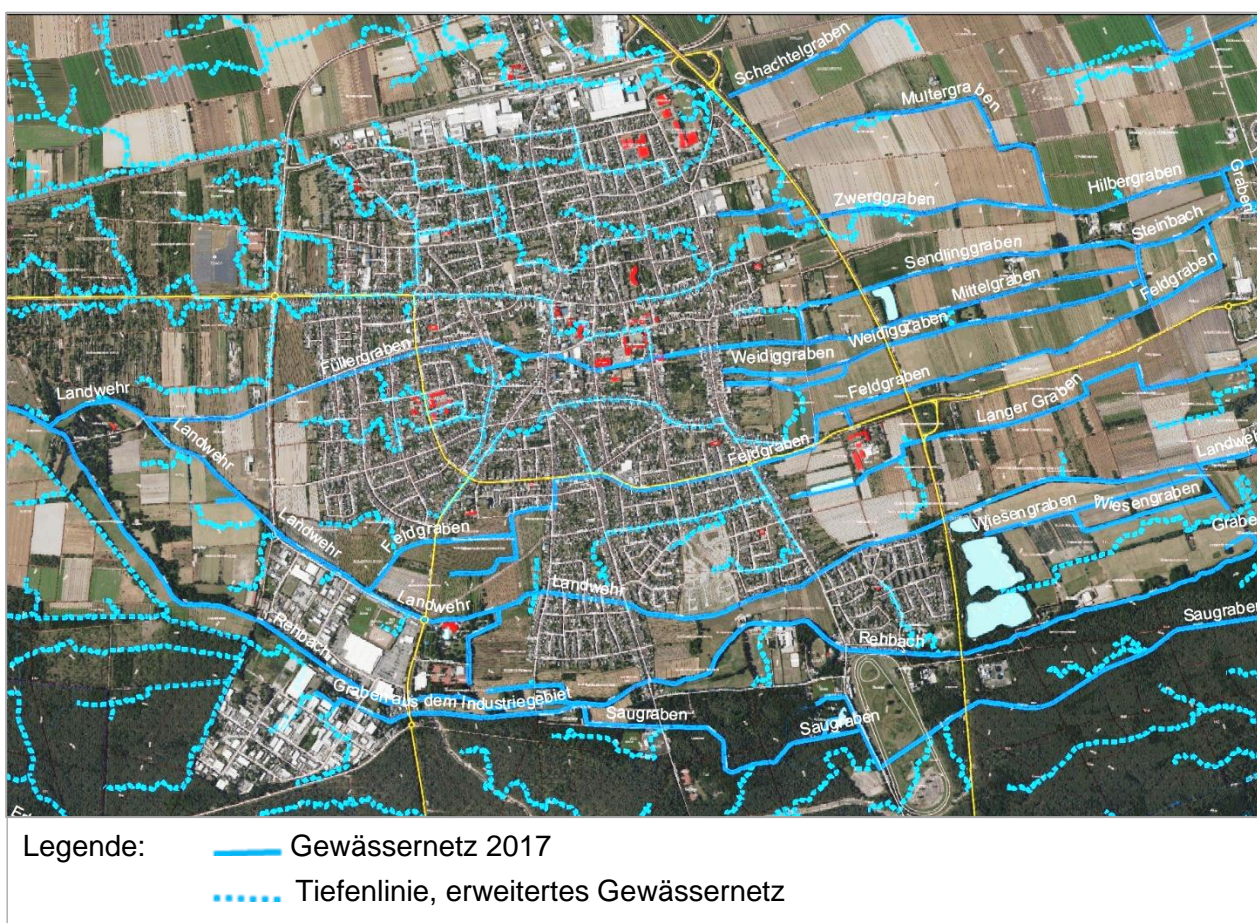 Schachtelgraben
Multergraben
Hilbergraben
Graben
Zwerggraben
Steinbach
Sendlinggraben
Mittelgraben
Feldgraben
Weidiggraben
Weidiggraben
Füllergraben
Landwehr
Feldgraben
Langer Graben
Landwehr
Feldgraben
Landwehr
Wiesengraben
Wiesengraben
Landwehr
Feldgraben
Landwehr
Landwehr
Rehbach
Rehbach
Saugraben
Graben aus dem Industriegebiet
Saugraben
Saugraben
Legende:
Gewässernetz 2017
Tiefenlinie, erweitertes Gewässernetz